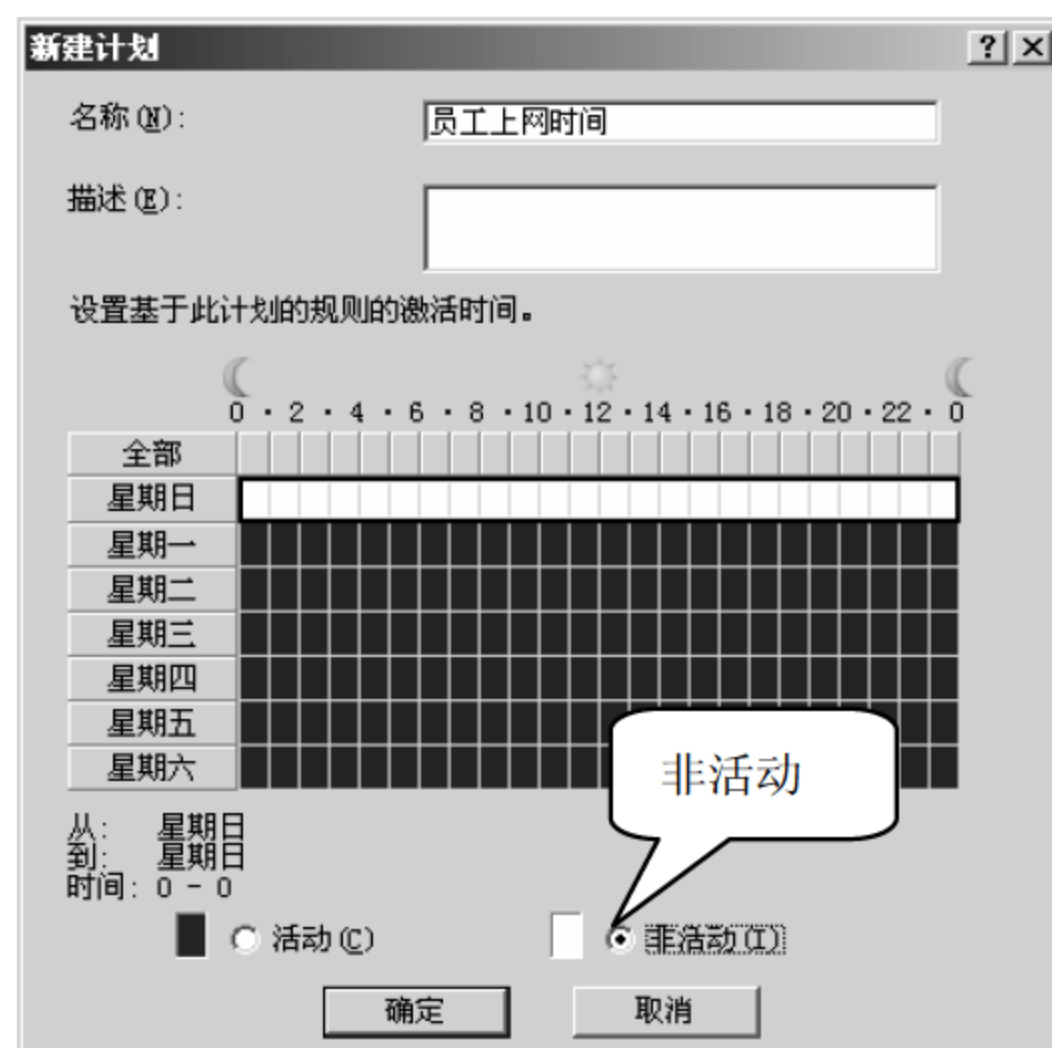 新建计划
名称(N):
员工上网时间
描述(E):
设置基于此计划的规则的激活时间。
0 · 2 · 4 · 6 · 8 · 10 · 12 · 14 · 16 · 18 · 20 · 22 · 0
全部
星期日
星期一
星期二
星期三
星期四
星期五
星期六
非活动
从: 星期日
到: 星期日
时间: 0 - 0
活动(C) 非活动(I)
确定 取消